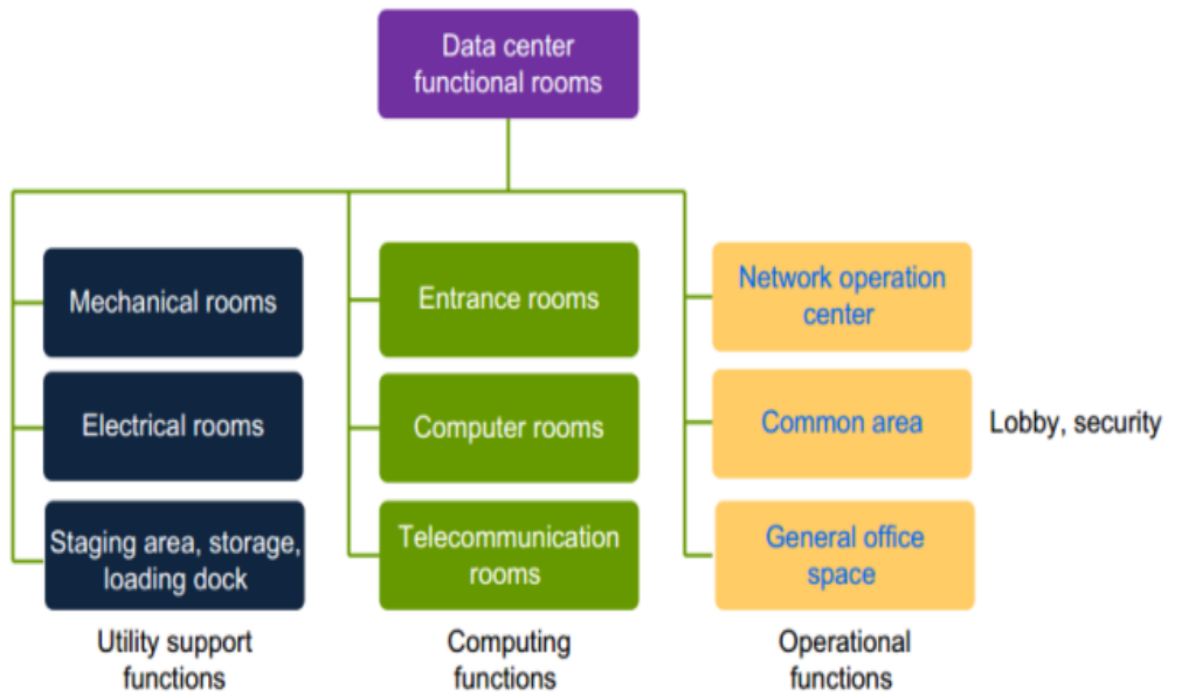 Data center
functional rooms
Mechanical rooms
Entrance rooms
Network operation
center
Electrical rooms
Computer rooms
Common area
Lobby, security
Staging area, storage,
loading dock
Telecommunication
rooms
General office
space
Utility support
functions
Computing
functions
Operational
functions